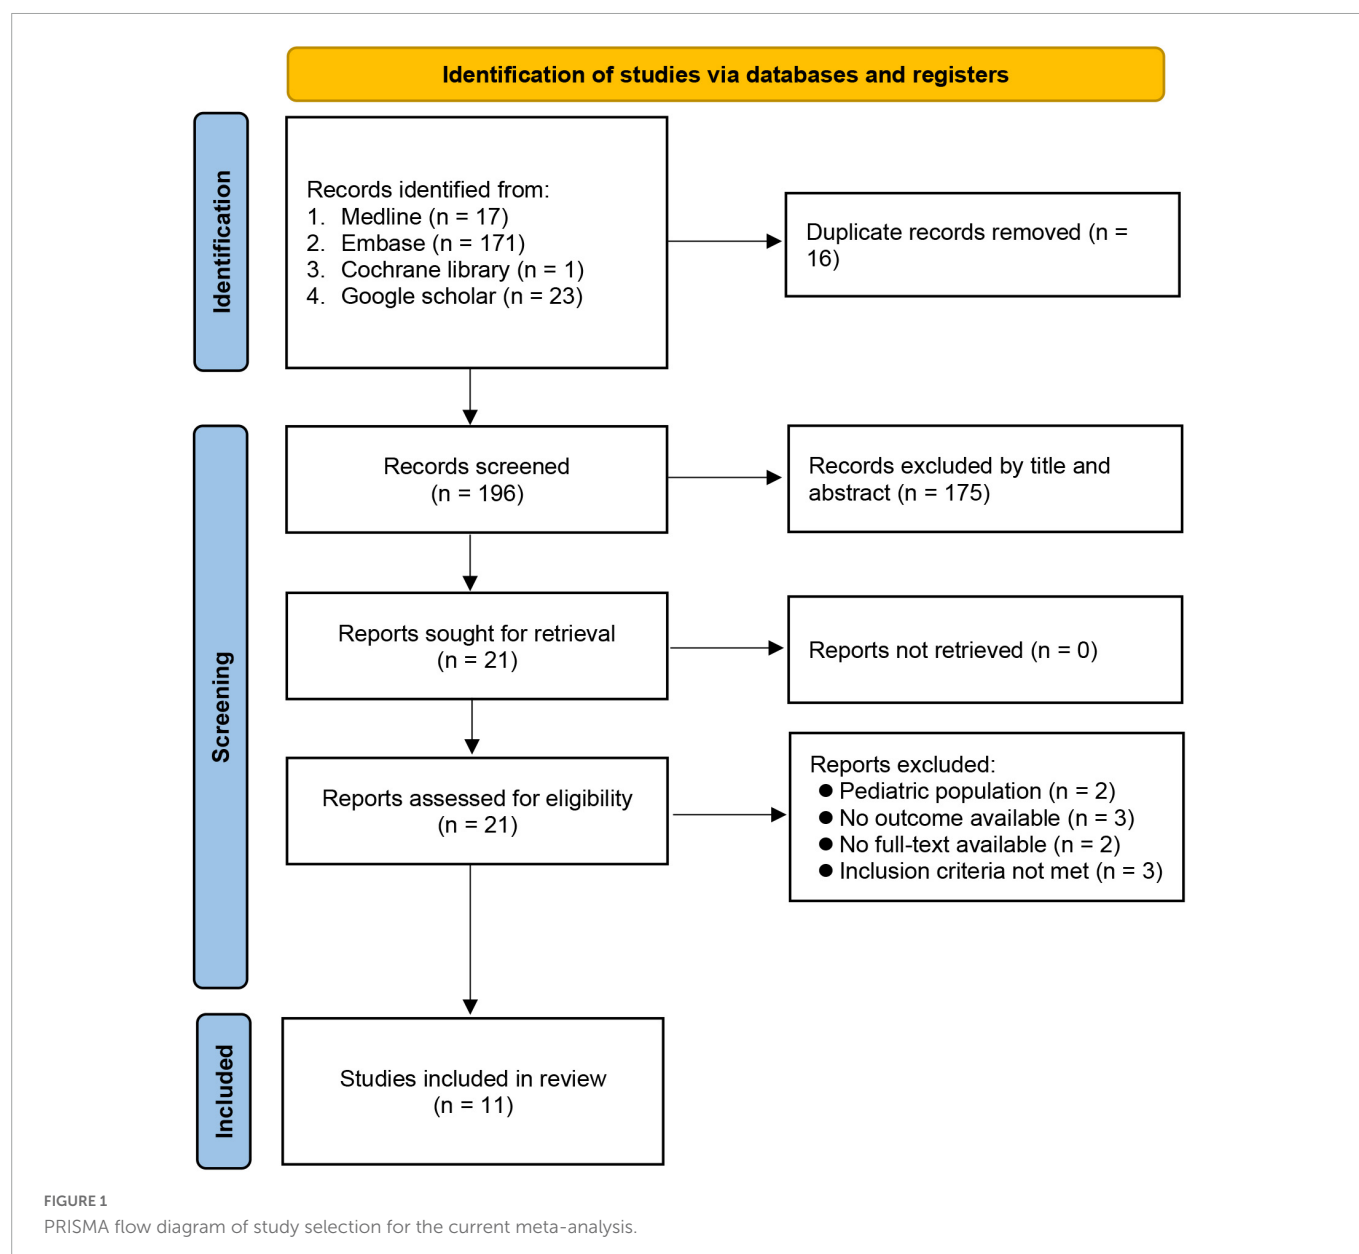 Identification of studies via databases and registers
Identification
Records identified from:
1. Medline (n = 17)
2. Embase (n = 171)
3. Cochrane library (n = 1)
4. Google scholar (n = 23)
Duplicate records removed (n =
16)
Screening
Records screened
(n = 196)
Records excluded by title and
abstract (n = 175)
Reports sought for retrieval
(n = 21)
Reports not retrieved (n = 0)
Reports assessed for eligibility
(n = 21)
Reports excluded:
● Pediatric population (n = 2)
● No outcome available (n = 3)
● No full-text available (n = 2)
● Inclusion criteria not met (n = 3)
Included
Studies included in review
(n = 11)
FIGURE 1
PRISMA flow diagram of study selection for the current meta-analysis.